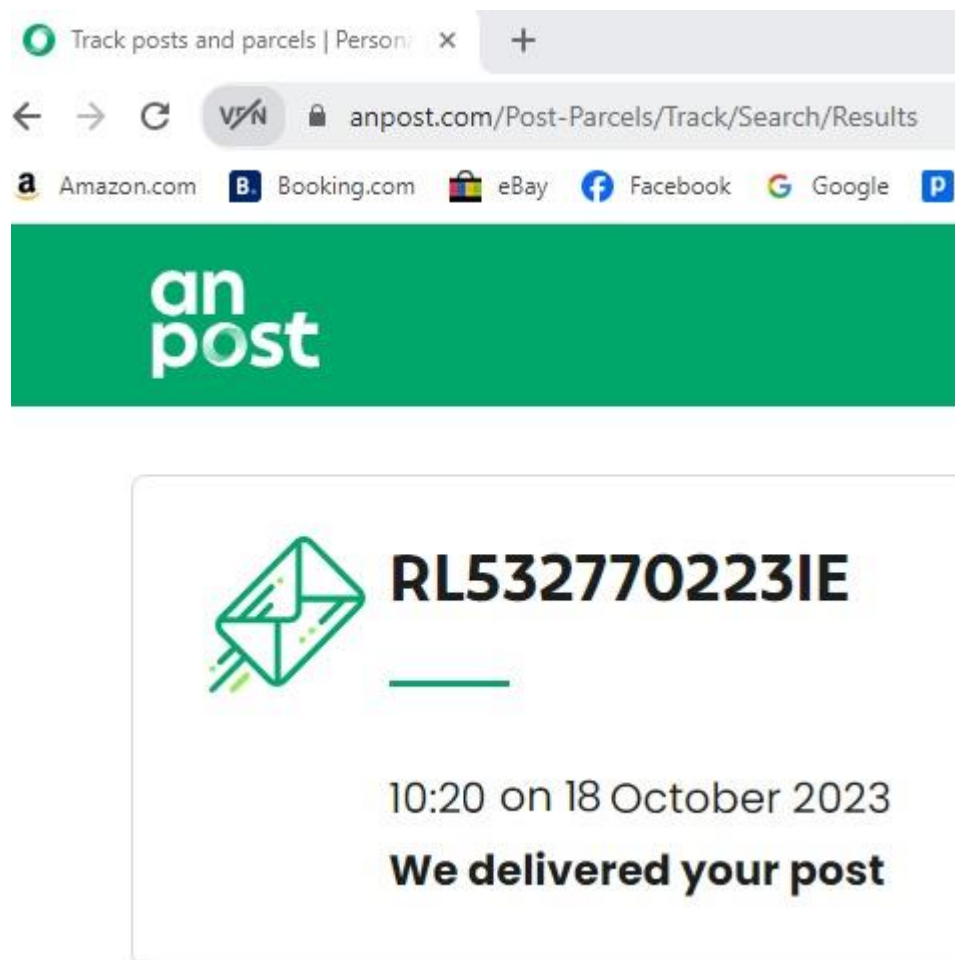 Track posts and parcels | Person
VPN anpost.com/Post-Parcels/Track/Search/Results
a Amazon.com B. Booking.com eBay Facebook G Google P
an
post
RL532770223IE
10:20 on 18 October 2023
We delivered your post